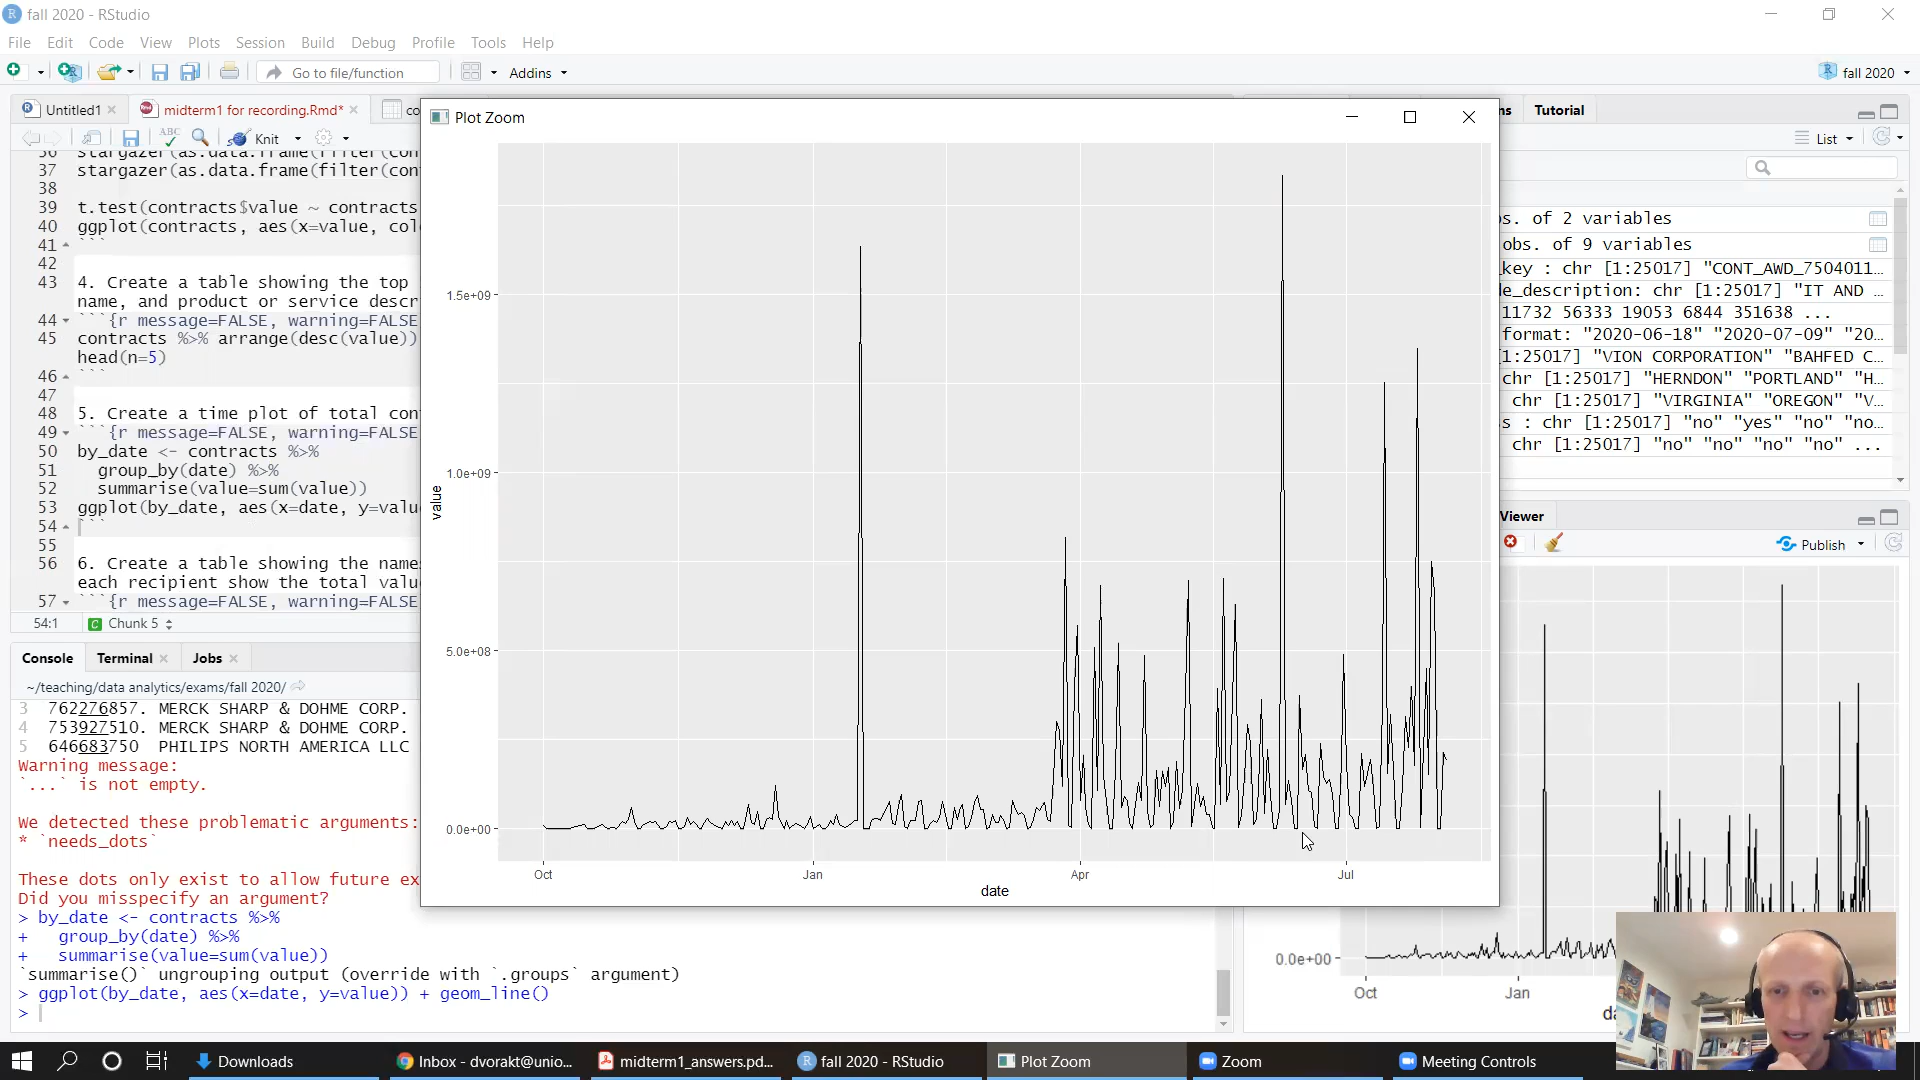 fall 2020 - RStudio
File Edit Code View Plots Session Build Debug Profile Tools Help
Go to file/function Addins fall 2020
Untitled1 midterm1 for recording.Rmd* co
ABC Knit
36 stargazer(as.data.frame(filter(con
37 stargazer(as.data.frame(filter(con
38
39 t.test(contracts$value ~ contracts
40 ggplot(contracts, aes(x=value, col
41 ```
42
43 4. Create a table showing the top
name, and product or service descr
44 ```{r message=FALSE, warning=FALSE
45 contracts %>% arrange(desc(value))
head(n=5)
46 ```
47
48 5. Create a time plot of total con
49 ```{r message=FALSE, warning=FALSE
50 by_date <- contracts %>%
51 group_by(date) %>%
52 summarise(value=sum(value))
53 ggplot(by_date, aes(x=date, y=valu
54 ```
55
56 6. Create a table showing the name
each recipient show the total valu
57 ```{r message=FALSE, warning=FALSE
54:1 Chunk 5
Console Terminal Jobs
~/teaching/data analytics/exams/fall 2020/
3 762276857. MERCK SHARP & DOHME CORP.
4 753927510. MERCK SHARP & DOHME CORP.
5 646683750 PHILIPS NORTH AMERICA LLC
Warning message:
`...` is not empty.
We detected these problematic arguments:
* `needs_dots`
These dots only exist to allow future ex
Did you misspecify an argument?
> by_date <- contracts %>%
+ group_by(date) %>%
+ summarise(value=sum(value))
`summarise()` ungrouping output (override with `.groups` argument)
> ggplot(by_date, aes(x=date, y=value)) + geom_line()
>
Plot Zoom
1.5e+09
1.0e+09
5.0e+08
0.0e+00
value
Oct Jan Apr Jul
date
ns Tutorial
List
bs. of 2 variables
obs. of 9 variables
key : chr [1:25017] "CONT_AWD_7504011...
de_description: chr [1:25017] "IT AND ...
11732 56333 19053 6844 351638 ...
format: "2020-06-18" "2020-07-09" "20...
1:25017] "VION CORPORATION" "BAHFED C...
chr [1:25017] "HERNDON" "PORTLAND" "H...
chr [1:25017] "VIRGINIA" "OREGON" "V...
s : chr [1:25017] "no" "yes" "no" "no...
chr [1:25017] "no" "no" "no" "no" ...
Viewer
Publish
0.0e+00
Oct Jan
da
Downloads Inbox - dvorakt@unio... midterm1_answers.pd... fall 2020 - RStudio Plot Zoom Zoom Meeting Controls